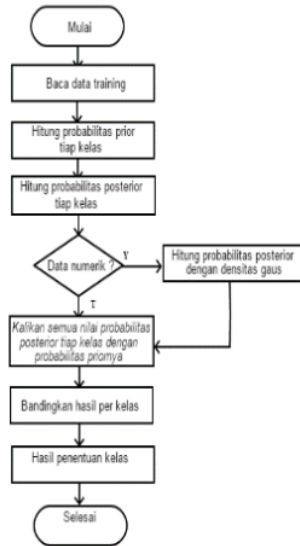 Mulai
Baca data training
Hitung probabilitas prior
tiap kelas
Hitung probabilitas posterior
tiap kelas
Data numerik ?
Y
Hitung probabilitas posterior
dengan densitas gaus
T
Kalikan semua nilai probabilitas
posterior tiap kelas dengan
probabilitas priornya
Bandingkan hasil per kelas
Hasil penentuan kelas
Selesai